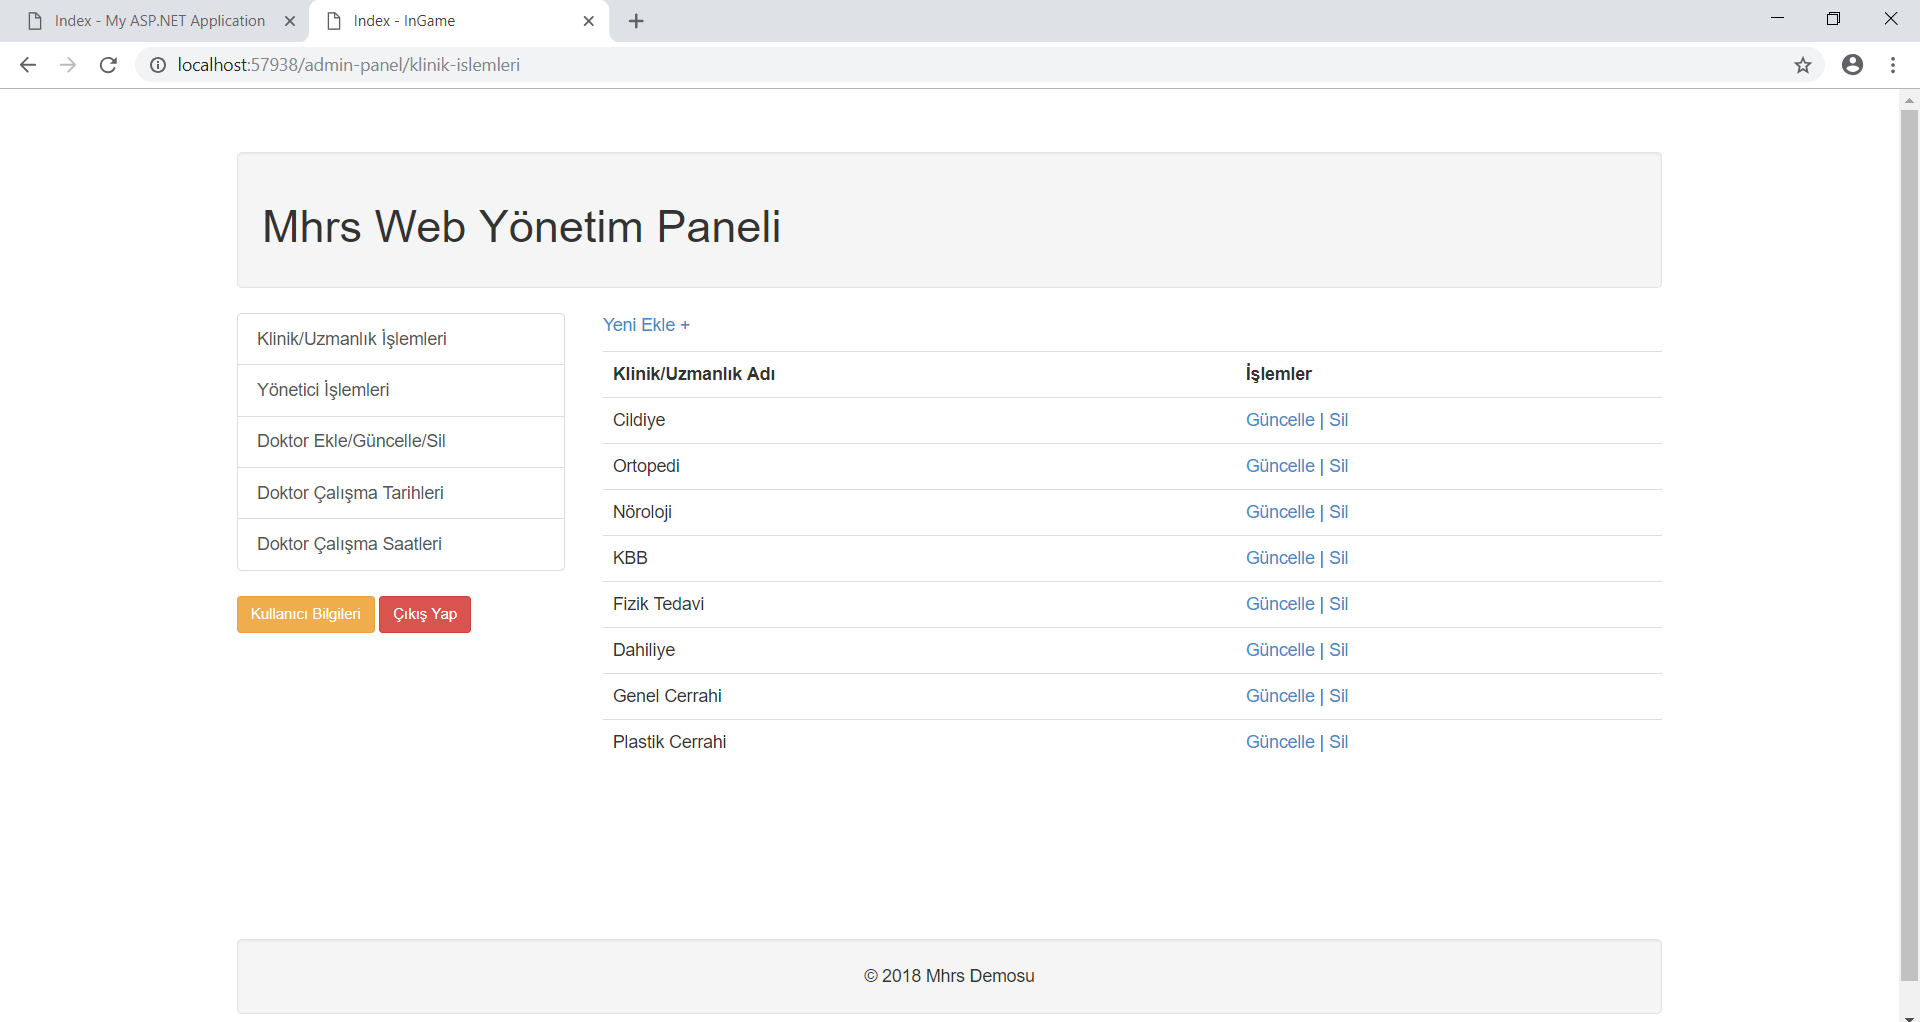 Index - My ASP.NET Application
Index - InGame
localhost:57938/admin-panel/klinik-islemleri
Mhrs Web Yönetim Paneli
Klinik/Uzmanlık İşlemleri
Yönetici İşlemleri
Doktor Ekle/Güncelle/Sil
Doktor Çalışma Tarihleri
Doktor Çalışma Saatleri
Kullanıcı Bilgileri Çıkış Yap
Yeni Ekle +
Klinik/Uzmanlık Adı İşlemler
Cildiye Güncelle | Sil
Ortopedi Güncelle | Sil
Nöroloji Güncelle | Sil
KBB Güncelle | Sil
Fizik Tedavi Güncelle | Sil
Dahiliye Güncelle | Sil
Genel Cerrahi Güncelle | Sil
Plastik Cerrahi Güncelle | Sil
© 2018 Mhrs Demosu